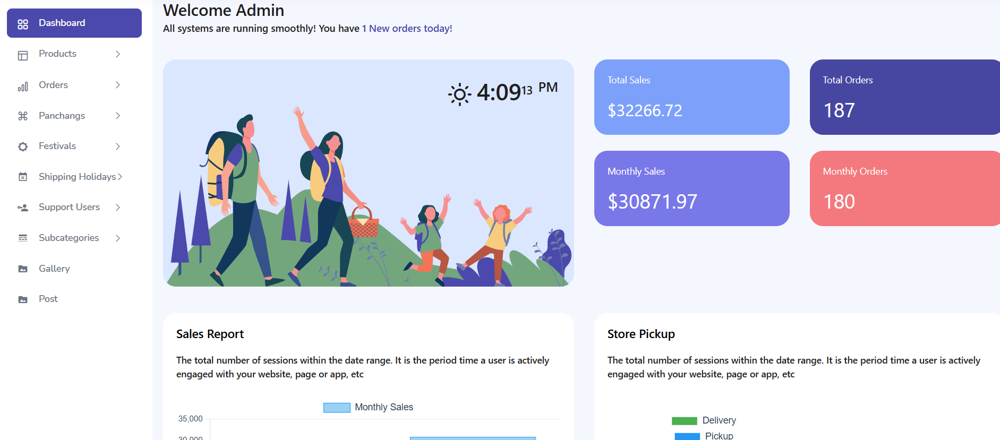 Dashboard
Products
Orders
Panchangs
Festivals
Shipping Holidays
Support Users
Subcategories
Gallery
Post
Welcome Admin
All systems are running smoothly! You have 1 New orders today!
4:09 13 PM
Total Sales
$32266.72
Total Orders
187
Monthly Sales
$30871.97
Monthly Orders
180
Sales Report
The total number of sessions within the date range. It is the period time a user is actively
engaged with your website, page or app, etc
Monthly Sales
35,000
30,000
Store Pickup
The total number of sessions within the date range. It is the period time a user is actively
engaged with your website, page or app, etc
Delivery
Pickup